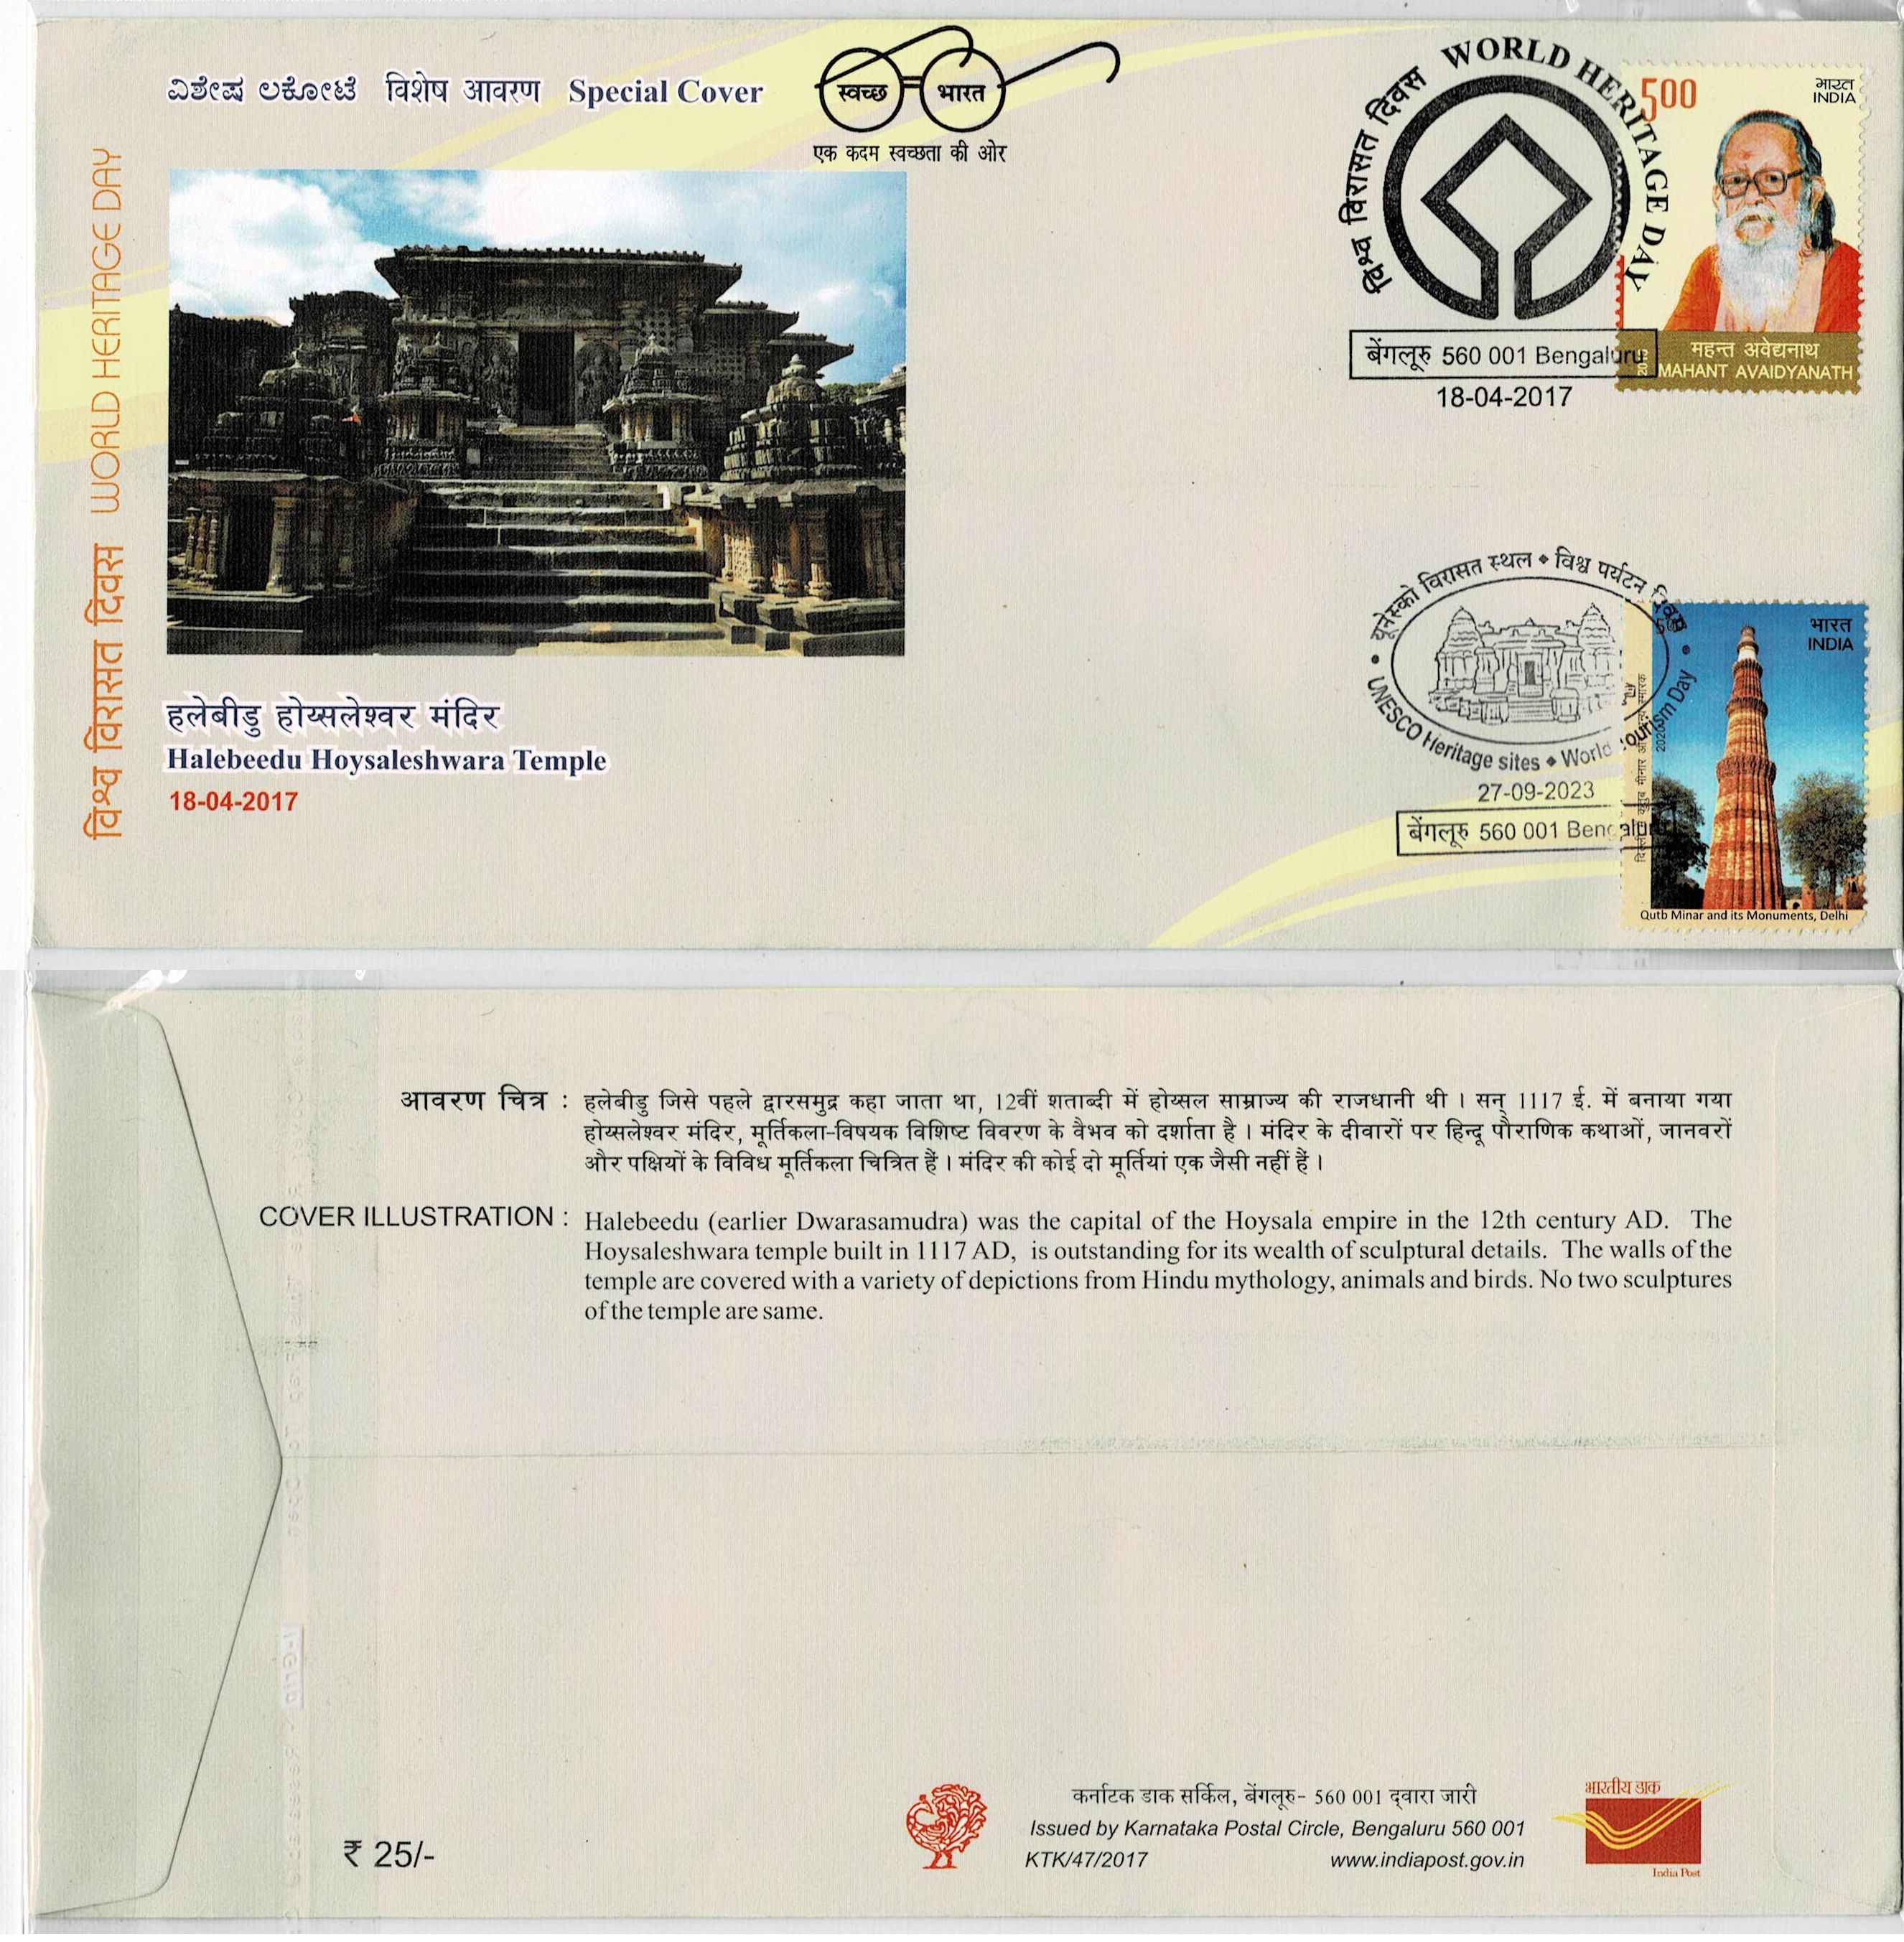 ವಿಶೇಷ ಲಕೋಟೆ विशेष आवरण Special Cover
स्वच्छ भारत
एक कदम स्वच्छता की ओर
विश्व विरासत दिवस WORLD HERITAGE DAY
विश्व विरासत दिवस WORLD HERITAGE DAY
बेंगलूरु 560 001 Bengaluru
18-04-2017
500
भारत
INDIA
महन्त अवेद्यनाथ
MAHANT AVAIDYANATH
हलेबीडु होय्सलेश्वर मंदिर
Halebeedu Hoysaleshwara Temple
18-04-2017
यूनेस्को विरासत स्थल • विश्व पर्यटन दिवस
UNESCO Heritage sites • World Tourism Day
27-09-2023
बेंगलूरु 560 001 Bengaluru
भारत
INDIA
2020
Qutb Minar and its Monuments, Delhi
आवरण चित्र : हलेबीडु जिसे पहले द्वारसमुद्र कहा जाता था, 12वीं शताब्दी में होय्सल साम्राज्य की राजधानी थी । सन् 1117 ई. में बनाया गया
होय्सलेश्वर मंदिर, मूर्तिकला-विषयक विशिष्ट विवरण के वैभव को दर्शाता है । मंदिर के दीवारों पर हिन्दू पौराणिक कथाओं, जानवरों
और पक्षियों के विविध मूर्तिकला चित्रित हैं । मंदिर की कोई दो मूर्तियां एक जैसी नहीं हैं ।
COVER ILLUSTRATION : Halebeedu (earlier Dwarasamudra) was the capital of the Hoysala empire in the 12th century AD. The
Hoysaleshwara temple built in 1117 AD, is outstanding for its wealth of sculptural details. The walls of the
temple are covered with a variety of depictions from Hindu mythology, animals and birds. No two sculptures
of the temple are same.
₹ 25/-
कर्नाटक डाक सर्किल, बेंगलूरु- 560 001 द्वारा जारी
Issued by Karnataka Postal Circle, Bengaluru 560 001
KTK/47/2017 www.indiapost.gov.in
भारतीय डाक
India Post